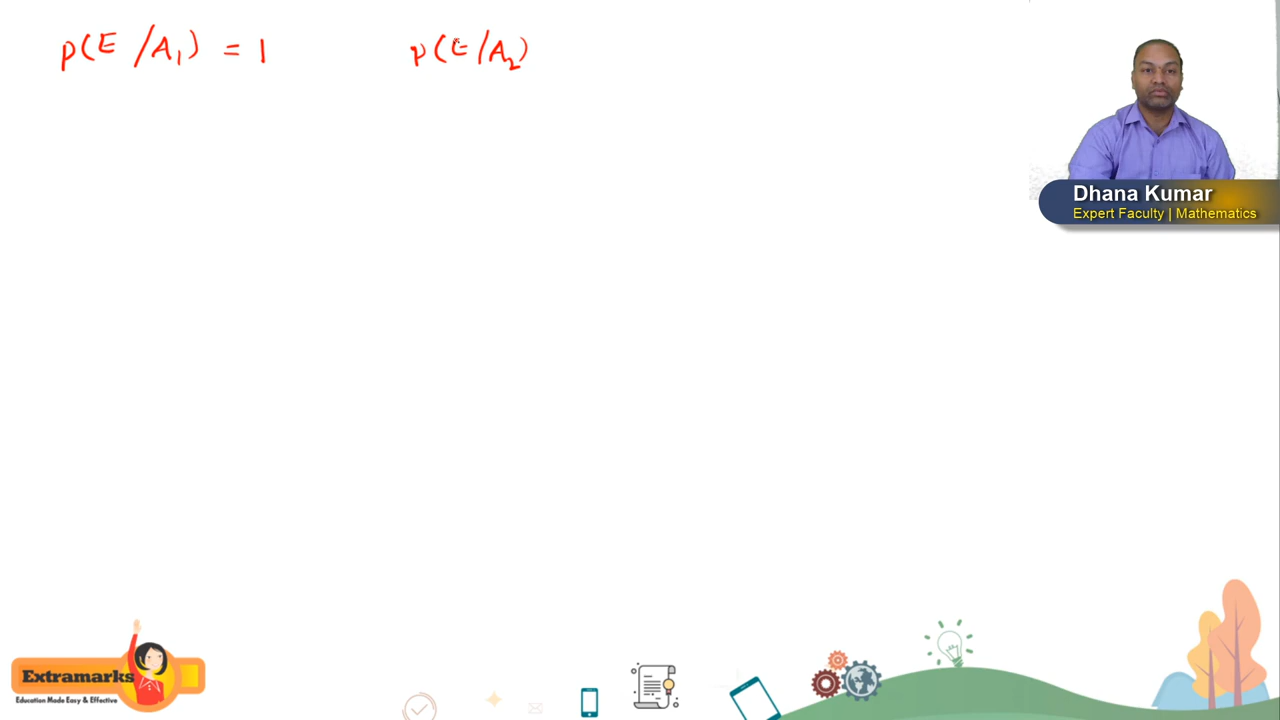 P(E/A₁) = 1 P(E/A₂)
Dhana Kumar
Expert Faculty | Mathematics
Extramarks
Education Made Easy & Effective